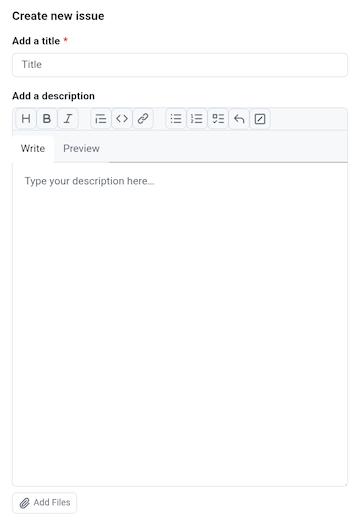 Create new issue
Add a title *
Title
Add a description
H B I
Write Preview
Type your description here...
Add Files